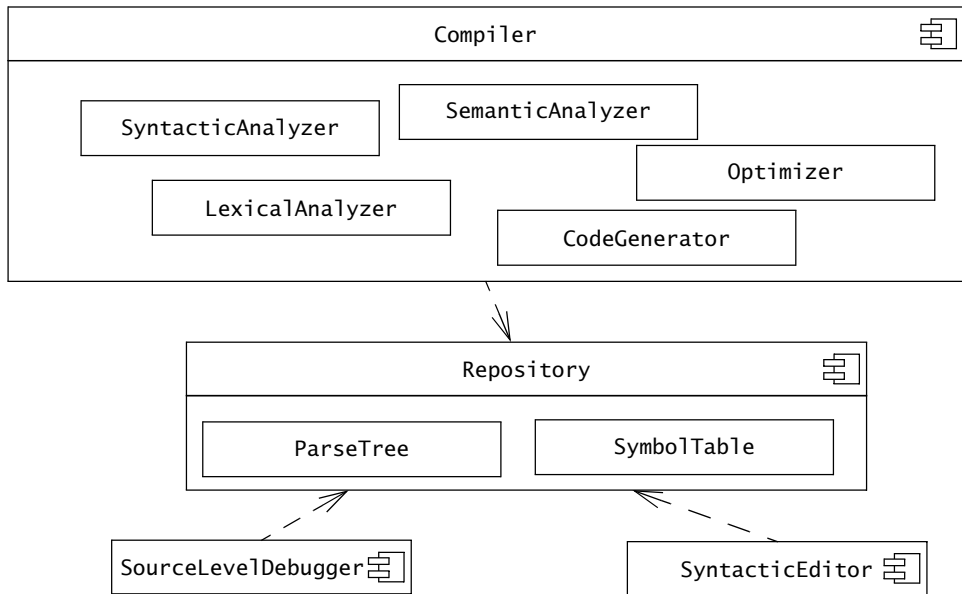 Compiler
SyntacticAnalyzer
SemanticAnalyzer
Optimizer
LexicalAnalyzer
CodeGenerator
Repository
ParseTree
SymbolTable
SourceLevelDebugger
SyntacticEditor